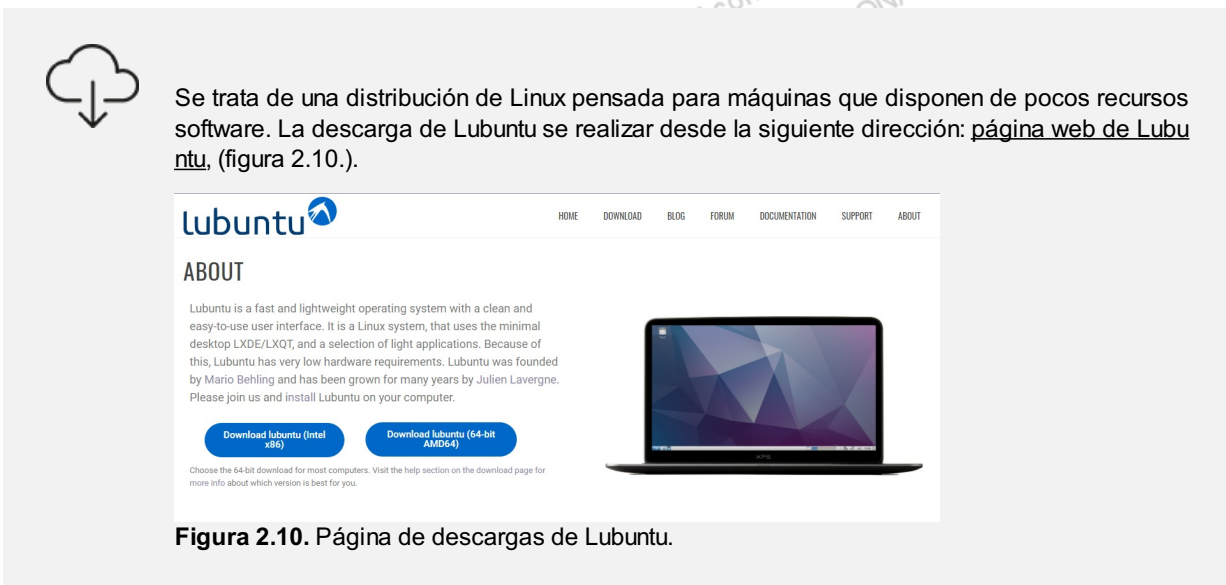 Se trata de una distribución de Linux pensada para máquinas que disponen de pocos recursos
software. La descarga de Lubuntu se realizar desde la siguiente dirección: página web de Lubu
ntu, (figura 2.10.).
lubuntu
HOME DOWNLOAD BLOG FORUM DOCUMENTATION SUPPORT ABOUT
ABOUT
Lubuntu is a fast and lightweight operating system with a clean and
easy-to-use user interface. It is a Linux system, that uses the minimal
desktop LXDE/LXQT, and a selection of light applications. Because of
this, Lubuntu has very low hardware requirements. Lubuntu was founded
by Mario Behling and has been grown for many years by Julien Lavergne.
Please join us and install Lubuntu on your computer.
Download lubuntu (Intel
x86)
Download lubuntu (64-bit
AMD64)
Choose the 64-bit download for most computers. Visit the help section on the download page for
more info about which version is best for you.
XPS
Figura 2.10. Página de descargas de Lubuntu.